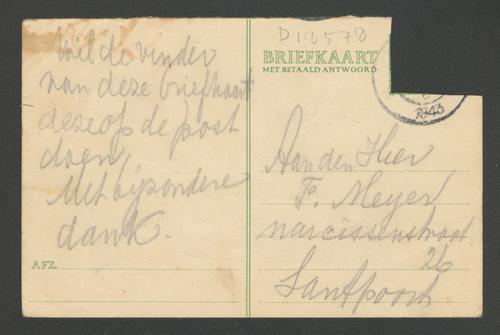 Wil de vinder
van deze briefkaart
deze op de post
doen,
Met bijzondere
dank.
AFZ.
D12578
BRIEFKAART
MET BETAALD ANTWOORD
1943
Aan den Heer
F. Meyer
narcissenstraat
26
Santpoort